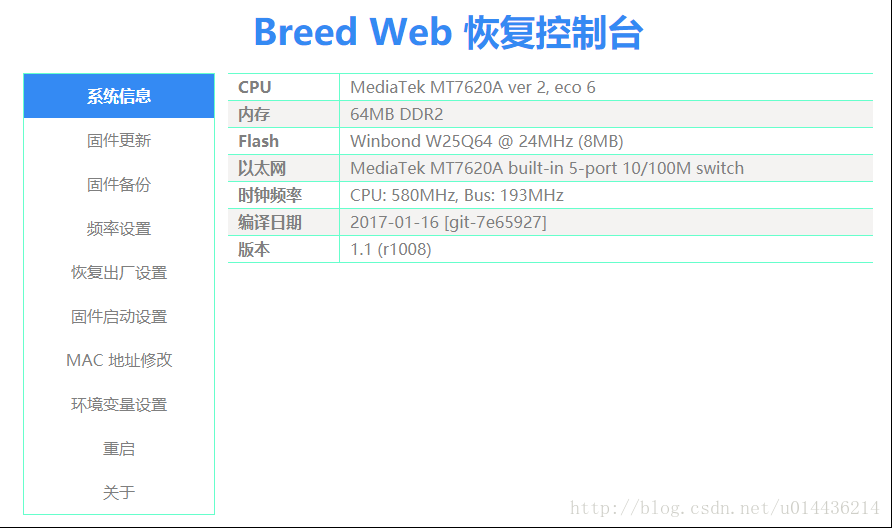 Breed Web 恢复控制台
系统信息
固件更新
固件备份
频率设置
恢复出厂设置
固件启动设置
MAC 地址修改
环境变量设置
重启
关于
CPU MediaTek MT7620A ver 2, eco 6
内存 64MB DDR2
Flash Winbond W25Q64 @ 24MHz (8MB)
以太网 MediaTek MT7620A built-in 5-port 10/100M switch
时钟频率 CPU: 580MHz, Bus: 193MHz
编译日期 2017-01-16 [git-7e65927]
版本 1.1 (r1008)
http://blog.csdn.net/u014436214